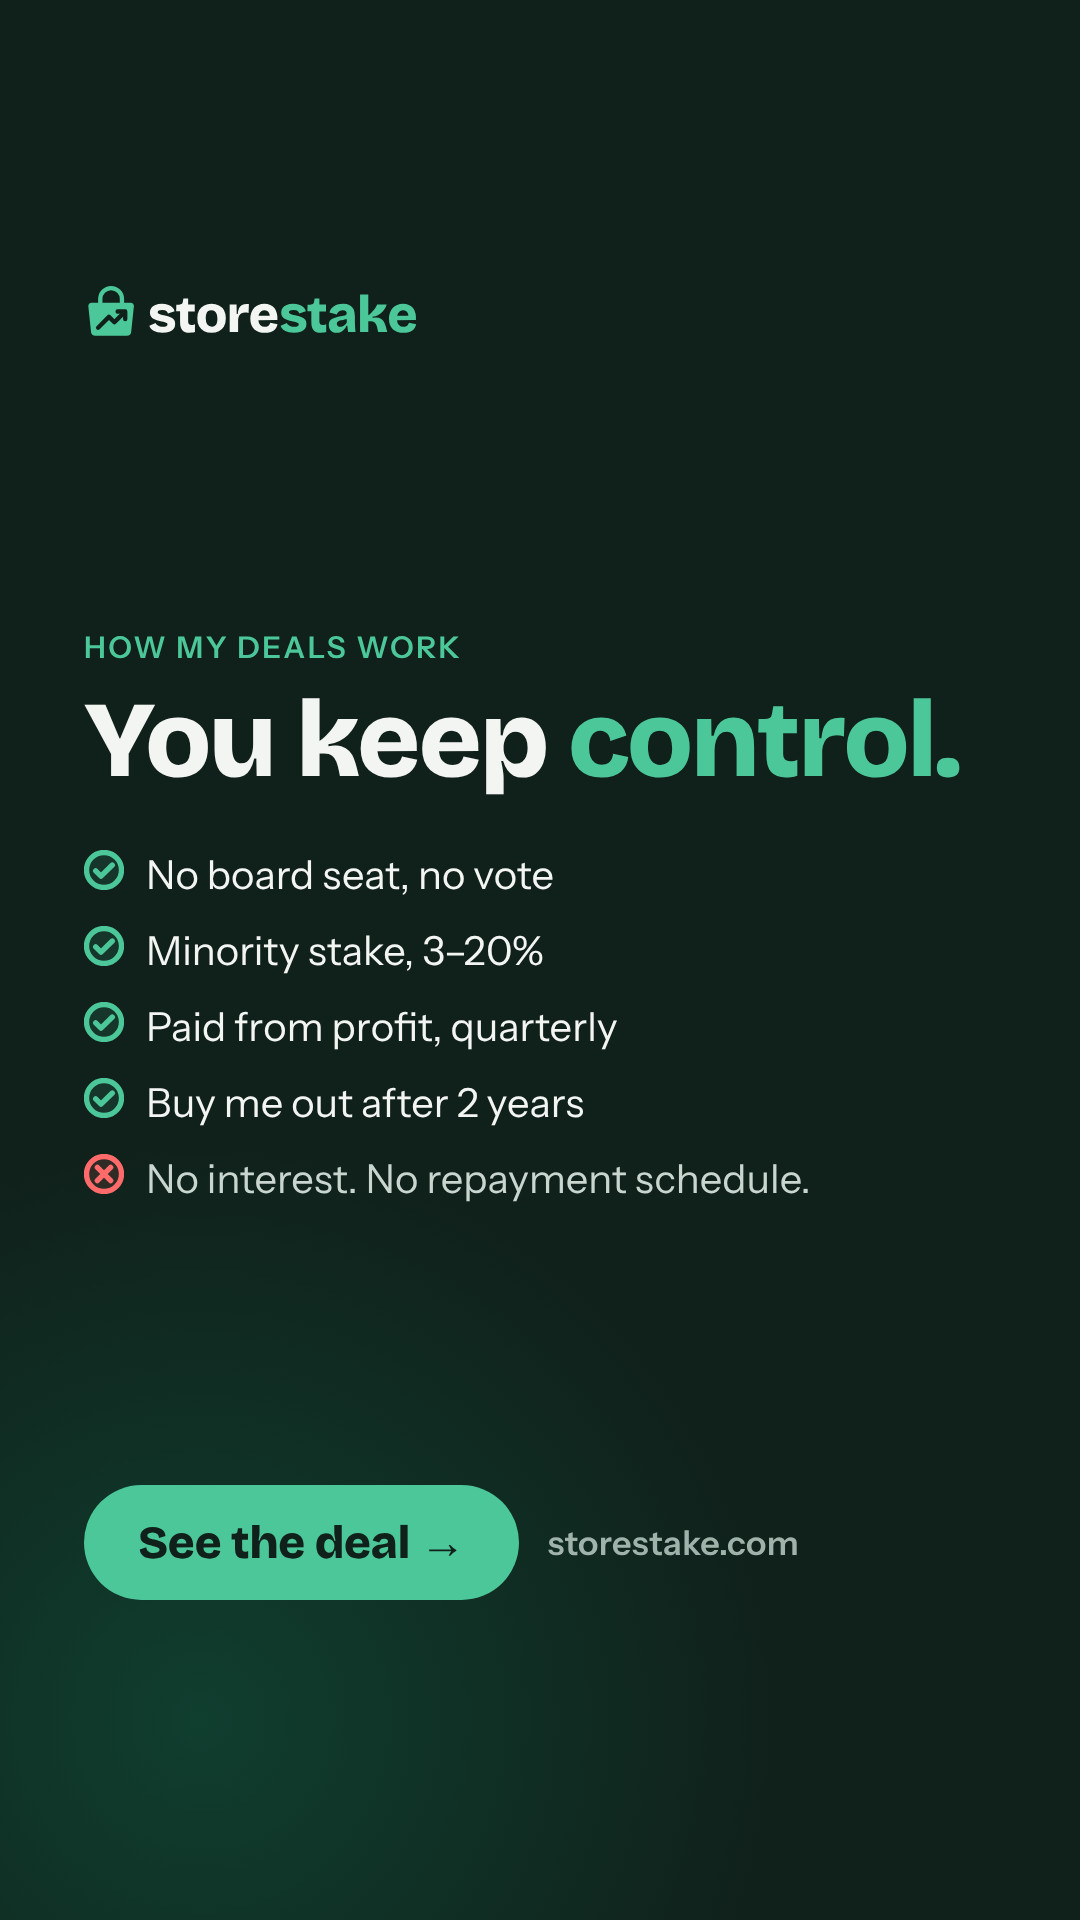 storestake
HOW MY DEALS WORK
You keep control.
No board seat, no vote
Minority stake, 3–20%
Paid from profit, quarterly
Buy me out after 2 years
No interest. No repayment schedule.
See the deal →
storestake.com